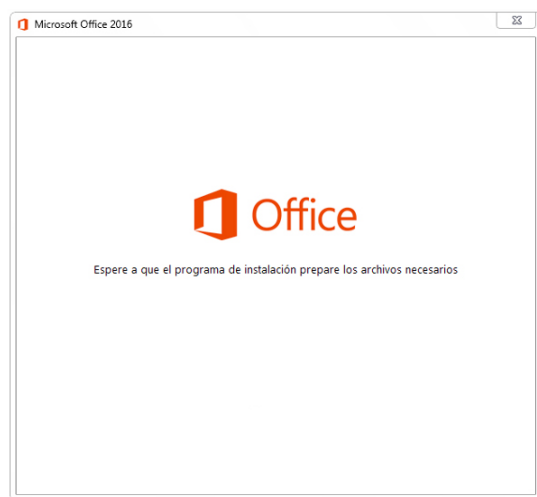 Microsoft Office 2016
Office
Espere a que el programa de instalación prepare los archivos necesarios